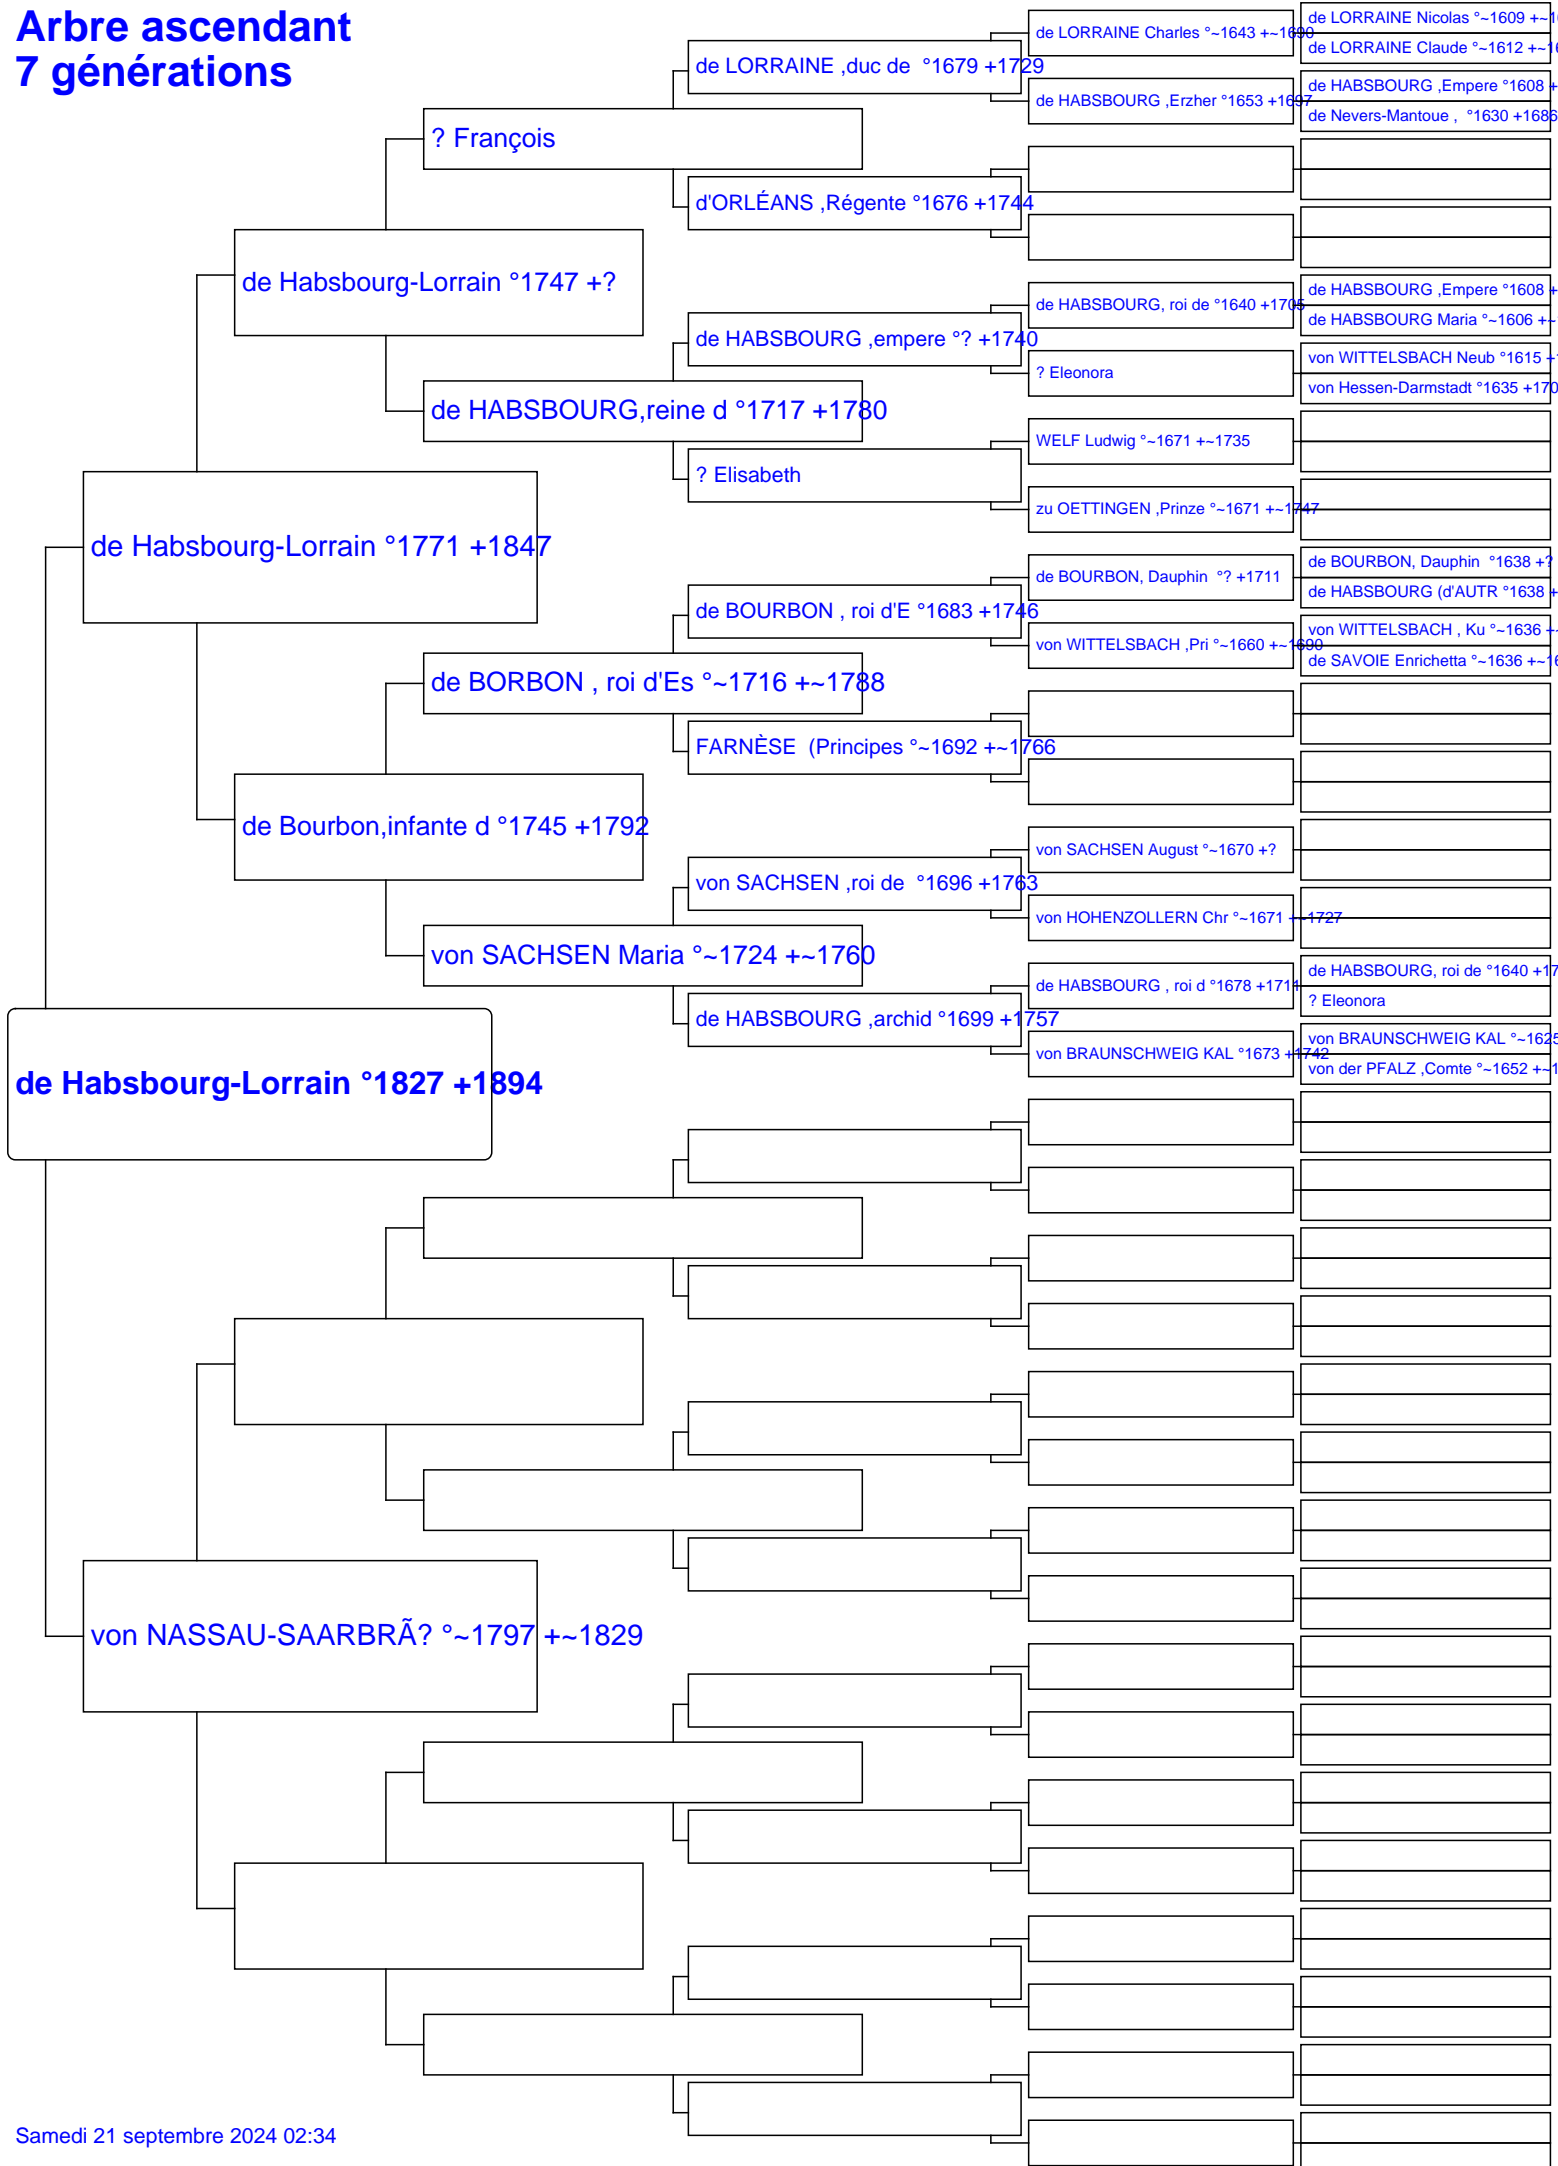 Arbre ascendant
7 générations
de LORRAINE Nicolas °~1609 +~1
de LORRAINE Charles °~1643 +~1690
de LORRAINE Claude °~1612 +~1
de LORRAINE ,duc de  °1679 +1729
de HABSBOURG ,Empere °1608 +
de HABSBOURG ,Erzher °1653 +1697
de Nevers-Mantoue ,  °1630 +1686
? François
d'ORLÉANS ,Régente °1676 +1744
de Habsbourg-Lorrain °1747 +?
de HABSBOURG ,Empere °1608 +
de HABSBOURG, roi de °1640 +1705
de HABSBOURG Maria °~1606 +~
de HABSBOURG ,empere °? +1740
von WITTELSBACH Neub °1615 +
? Eleonora
von Hessen-Darmstadt °1635 +170
de HABSBOURG,reine d °1717 +1780
WELF Ludwig °~1671 +~1735
? Elisabeth
zu OETTINGEN ,Prinze °~1671 +~1747
de Habsbourg-Lorrain °1771 +1847
de BOURBON, Dauphin  °1638 +?
de BOURBON, Dauphin  °? +1711
de HABSBOURG (d'AUTR °1638 +
de BOURBON , roi d'E °1683 +1746
von WITTELSBACH , Ku °~1636 +~
von WITTELSBACH ,Pri °~1660 +~1690
de SAVOIE Enrichetta °~1636 +~16
de BORBON , roi d'Es °~1716 +~1788
FARNÈSE  (Principes °~1692 +~1766
de Bourbon,infante d °1745 +1792
von SACHSEN August °~1670 +?
von SACHSEN ,roi de  °1696 +1763
von HOHENZOLLERN Chr °~1671 +~1727
von SACHSEN Maria °~1724 +~1760
de HABSBOURG, roi de °1640 +17
de HABSBOURG , roi d °1678 +1711
? Eleonora
de HABSBOURG ,archid °1699 +1757
von BRAUNSCHWEIG KAL °~1625
von BRAUNSCHWEIG KAL °1673 +1742
von der PFALZ ,Comte °~1652 +~1
de Habsbourg-Lorrain °1827 +1894
von NASSAU-SAARBRÃ? °~1797 +~1829
Samedi 21 septembre 2024 02:34